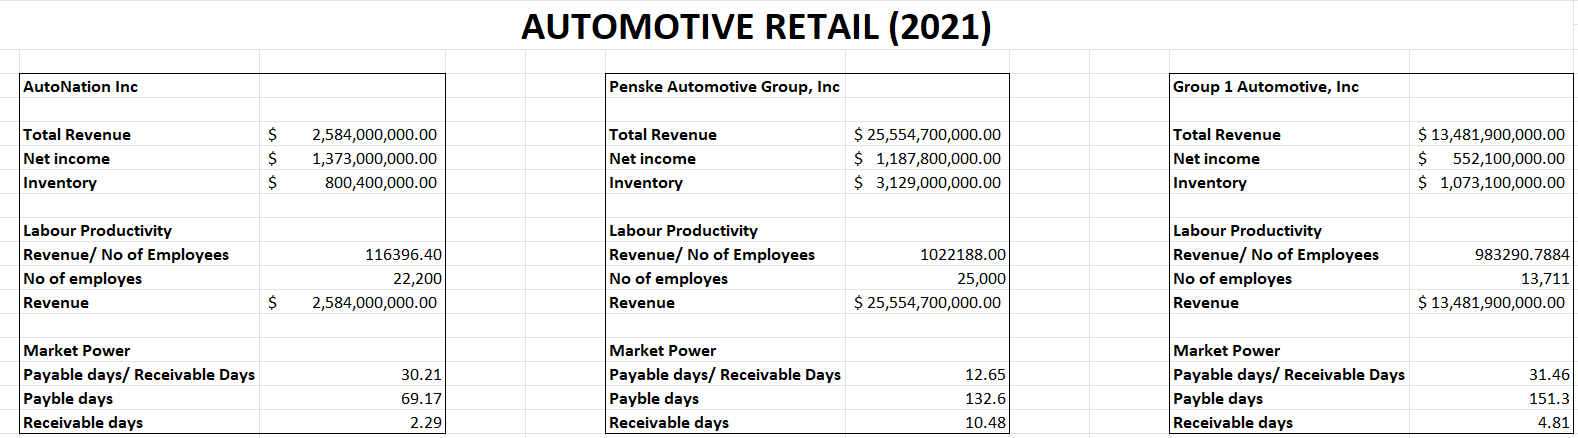 AUTOMOTIVE RETAIL (2021)
AutoNation Inc
Total Revenue $ 2,584,000,000.00
Net income $ 1,373,000,000.00
Inventory $ 800,400,000.00
Labour Productivity
Revenue/ No of Employees 116396.40
No of employes 22,200
Revenue $ 2,584,000,000.00
Market Power
Payable days/ Receivable Days 30.21
Payble days 69.17
Receivable days 2.29
Penske Automotive Group, Inc
Total Revenue $ 25,554,700,000.00
Net income $ 1,187,800,000.00
Inventory $ 3,129,000,000.00
Labour Productivity
Revenue/ No of Employees 1022188.00
No of employes 25,000
Revenue $ 25,554,700,000.00
Market Power
Payable days/ Receivable Days 12.65
Payble days 132.6
Receivable days 10.48
Group 1 Automotive, Inc
Total Revenue $ 13,481,900,000.00
Net income $ 552,100,000.00
Inventory $ 1,073,100,000.00
Labour Productivity
Revenue/ No of Employees 983290.7884
No of employes 13,711
Revenue $ 13,481,900,000.00
Market Power
Payable days/ Receivable Days 31.46
Payble days 151.3
Receivable days 4.81